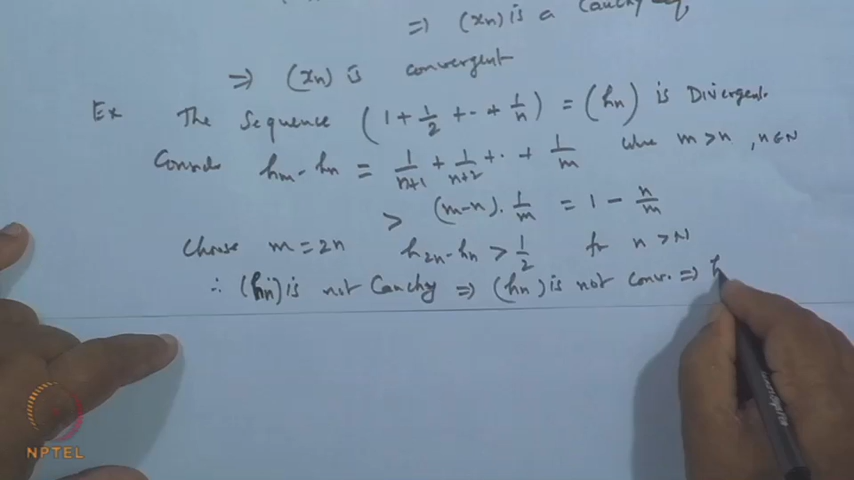 => (xn) is a Cauchy
=> (xn) is convergent
Ex The Sequence (1 + 1/2 + .. + 1/n) = (hn) is Divergent.
Consider hm - hn = 1/(n+1) + 1/(n+2) + .. + 1/m where m > n, n ∈ N
> (m-n) . 1/m = 1 - n/m
Choose m = 2n h2n - hn > 1/2 for n > N
∴ (hn) is not Cauchy => (hn) is not Conv. =>
NPTEL